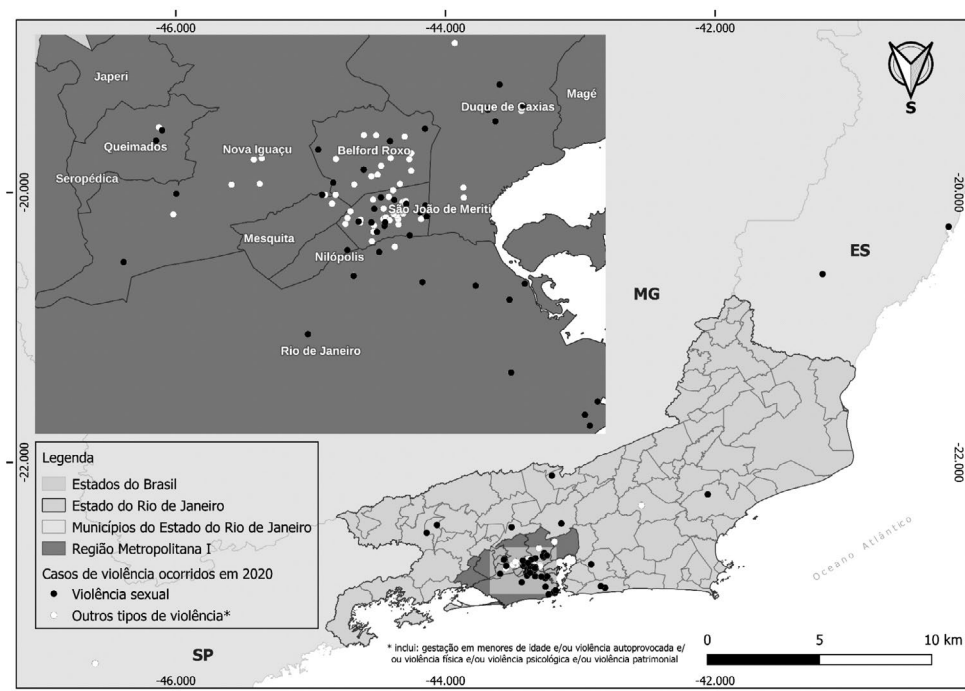 -46.000
-44.000
-42.000
Japeri
Magé
Duque de Caxias
S
Queimados
Nova Iguaçu
Belford Roxo
Seropédica
-20.000
-20.000
São João de Meriti
Mesquita
Nilópolis
ES
MG
Rio de Janeiro
-22.000
-22.000
Legenda
Estados do Brasil
Estado do Rio de Janeiro
Municípios do Estado do Rio de Janeiro
Região Metropolitana I
Casos de violência ocorridos em 2020
Violência sexual
Outros tipos de violência*
Oceano Atlântico
SP
* inclui: gestação em menores de idade e/ou violência autoprovocada e/
ou violência física e/ou violência psicológica e/ou violência patrimonial
0 5 10 km
-46.000
-44.000
-42.000